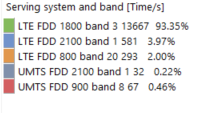 Serving system and band [Time/s]
LTE FDD 1800 band 3 13667 93.35%
LTE FDD 2100 band 1 581 3.97%
LTE FDD 800 band 20 293 2.00%
UMTS FDD 2100 band 1 32 0.22%
UMTS FDD 900 band 8 67 0.46%